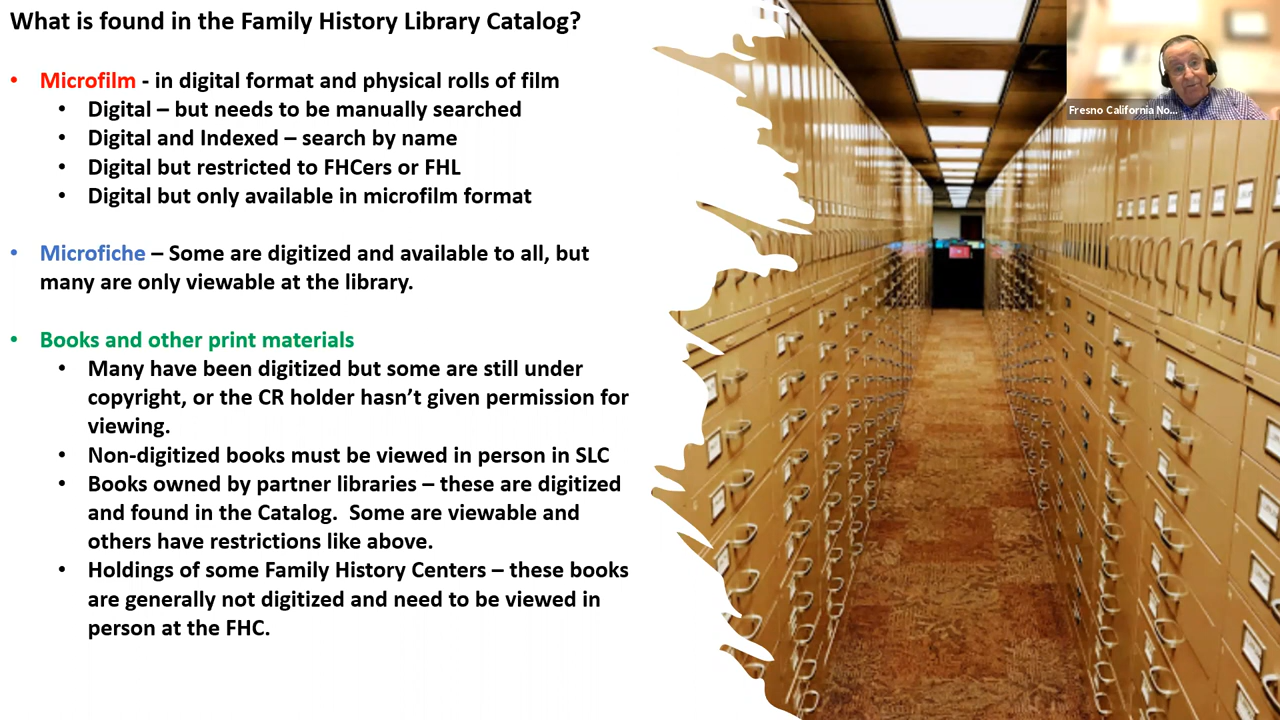 What is found in the Family History Library Catalog?
• Microfilm - in digital format and physical rolls of film
• Digital – but needs to be manually searched
• Digital and Indexed – search by name
• Digital but restricted to FHCers or FHL
• Digital but only available in microfilm format
• Microfiche – Some are digitized and available to all, but
many are only viewable at the library.
• Books and other print materials
• Many have been digitized but some are still under
copyright, or the CR holder hasn’t given permission for
viewing.
• Non-digitized books must be viewed in person in SLC
• Books owned by partner libraries – these are digitized
and found in the Catalog.  Some are viewable and
others have restrictions like above.
• Holdings of some Family History Centers – these books
are generally not digitized and need to be viewed in
person at the FHC.
Fresno California No...